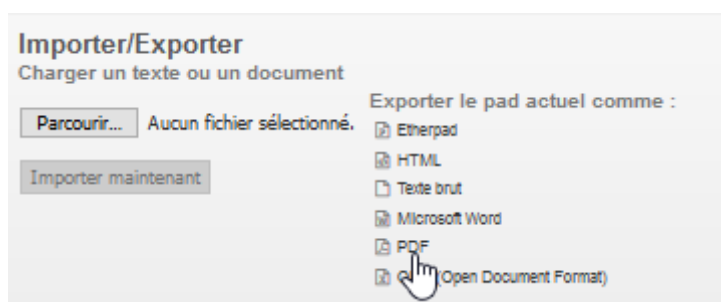 Importer/Exporter
Charger un texte ou un document
Parcourir... Aucun fichier sélectionné.
Importer maintenant
Exporter le pad actuel comme :
Etherpad
HTML
Texte brut
Microsoft Word
PDF
(Open Document Format)